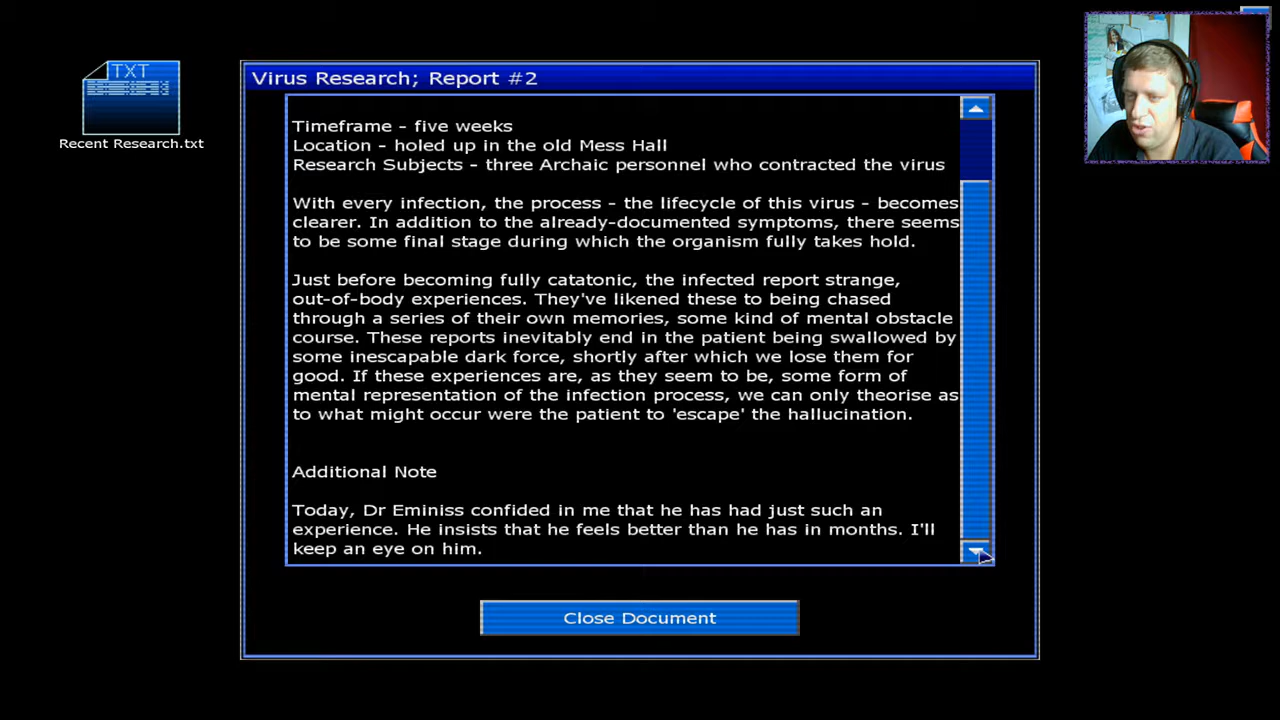 TXT
Recent Research.txt
Virus Research; Report #2
Timeframe - five weeks
Location - holed up in the old Mess Hall
Research Subjects - three Archaic personnel who contracted the virus
With every infection, the process - the lifecycle of this virus - becomes
clearer. In addition to the already-documented symptoms, there seems
to be some final stage during which the organism fully takes hold.
Just before becoming fully catatonic, the infected report strange,
out-of-body experiences. They've likened these to being chased
through a series of their own memories, some kind of mental obstacle
course. These reports inevitably end in the patient being swallowed by
some inescapable dark force, shortly after which we lose them for
good. If these experiences are, as they seem to be, some form of
mental representation of the infection process, we can only theorise as
to what might occur were the patient to 'escape' the hallucination.
Additional Note
Today, Dr Eminiss confided in me that he has had just such an
experience. He insists that he feels better than he has in months. I'll
keep an eye on him.
Close Document